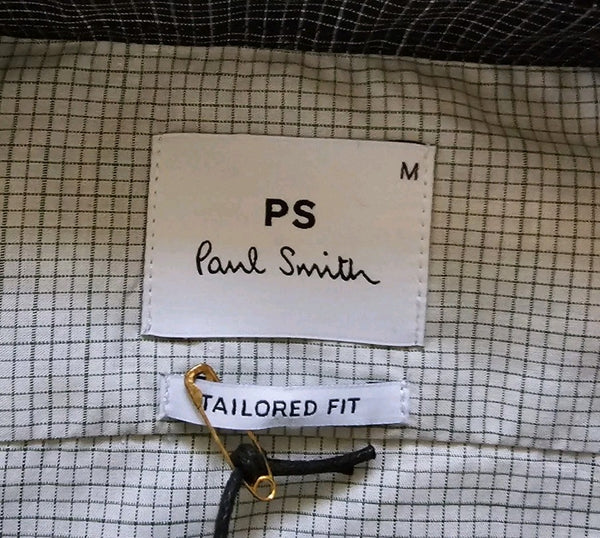 M
PS
Paul Smith
TAILORED FIT